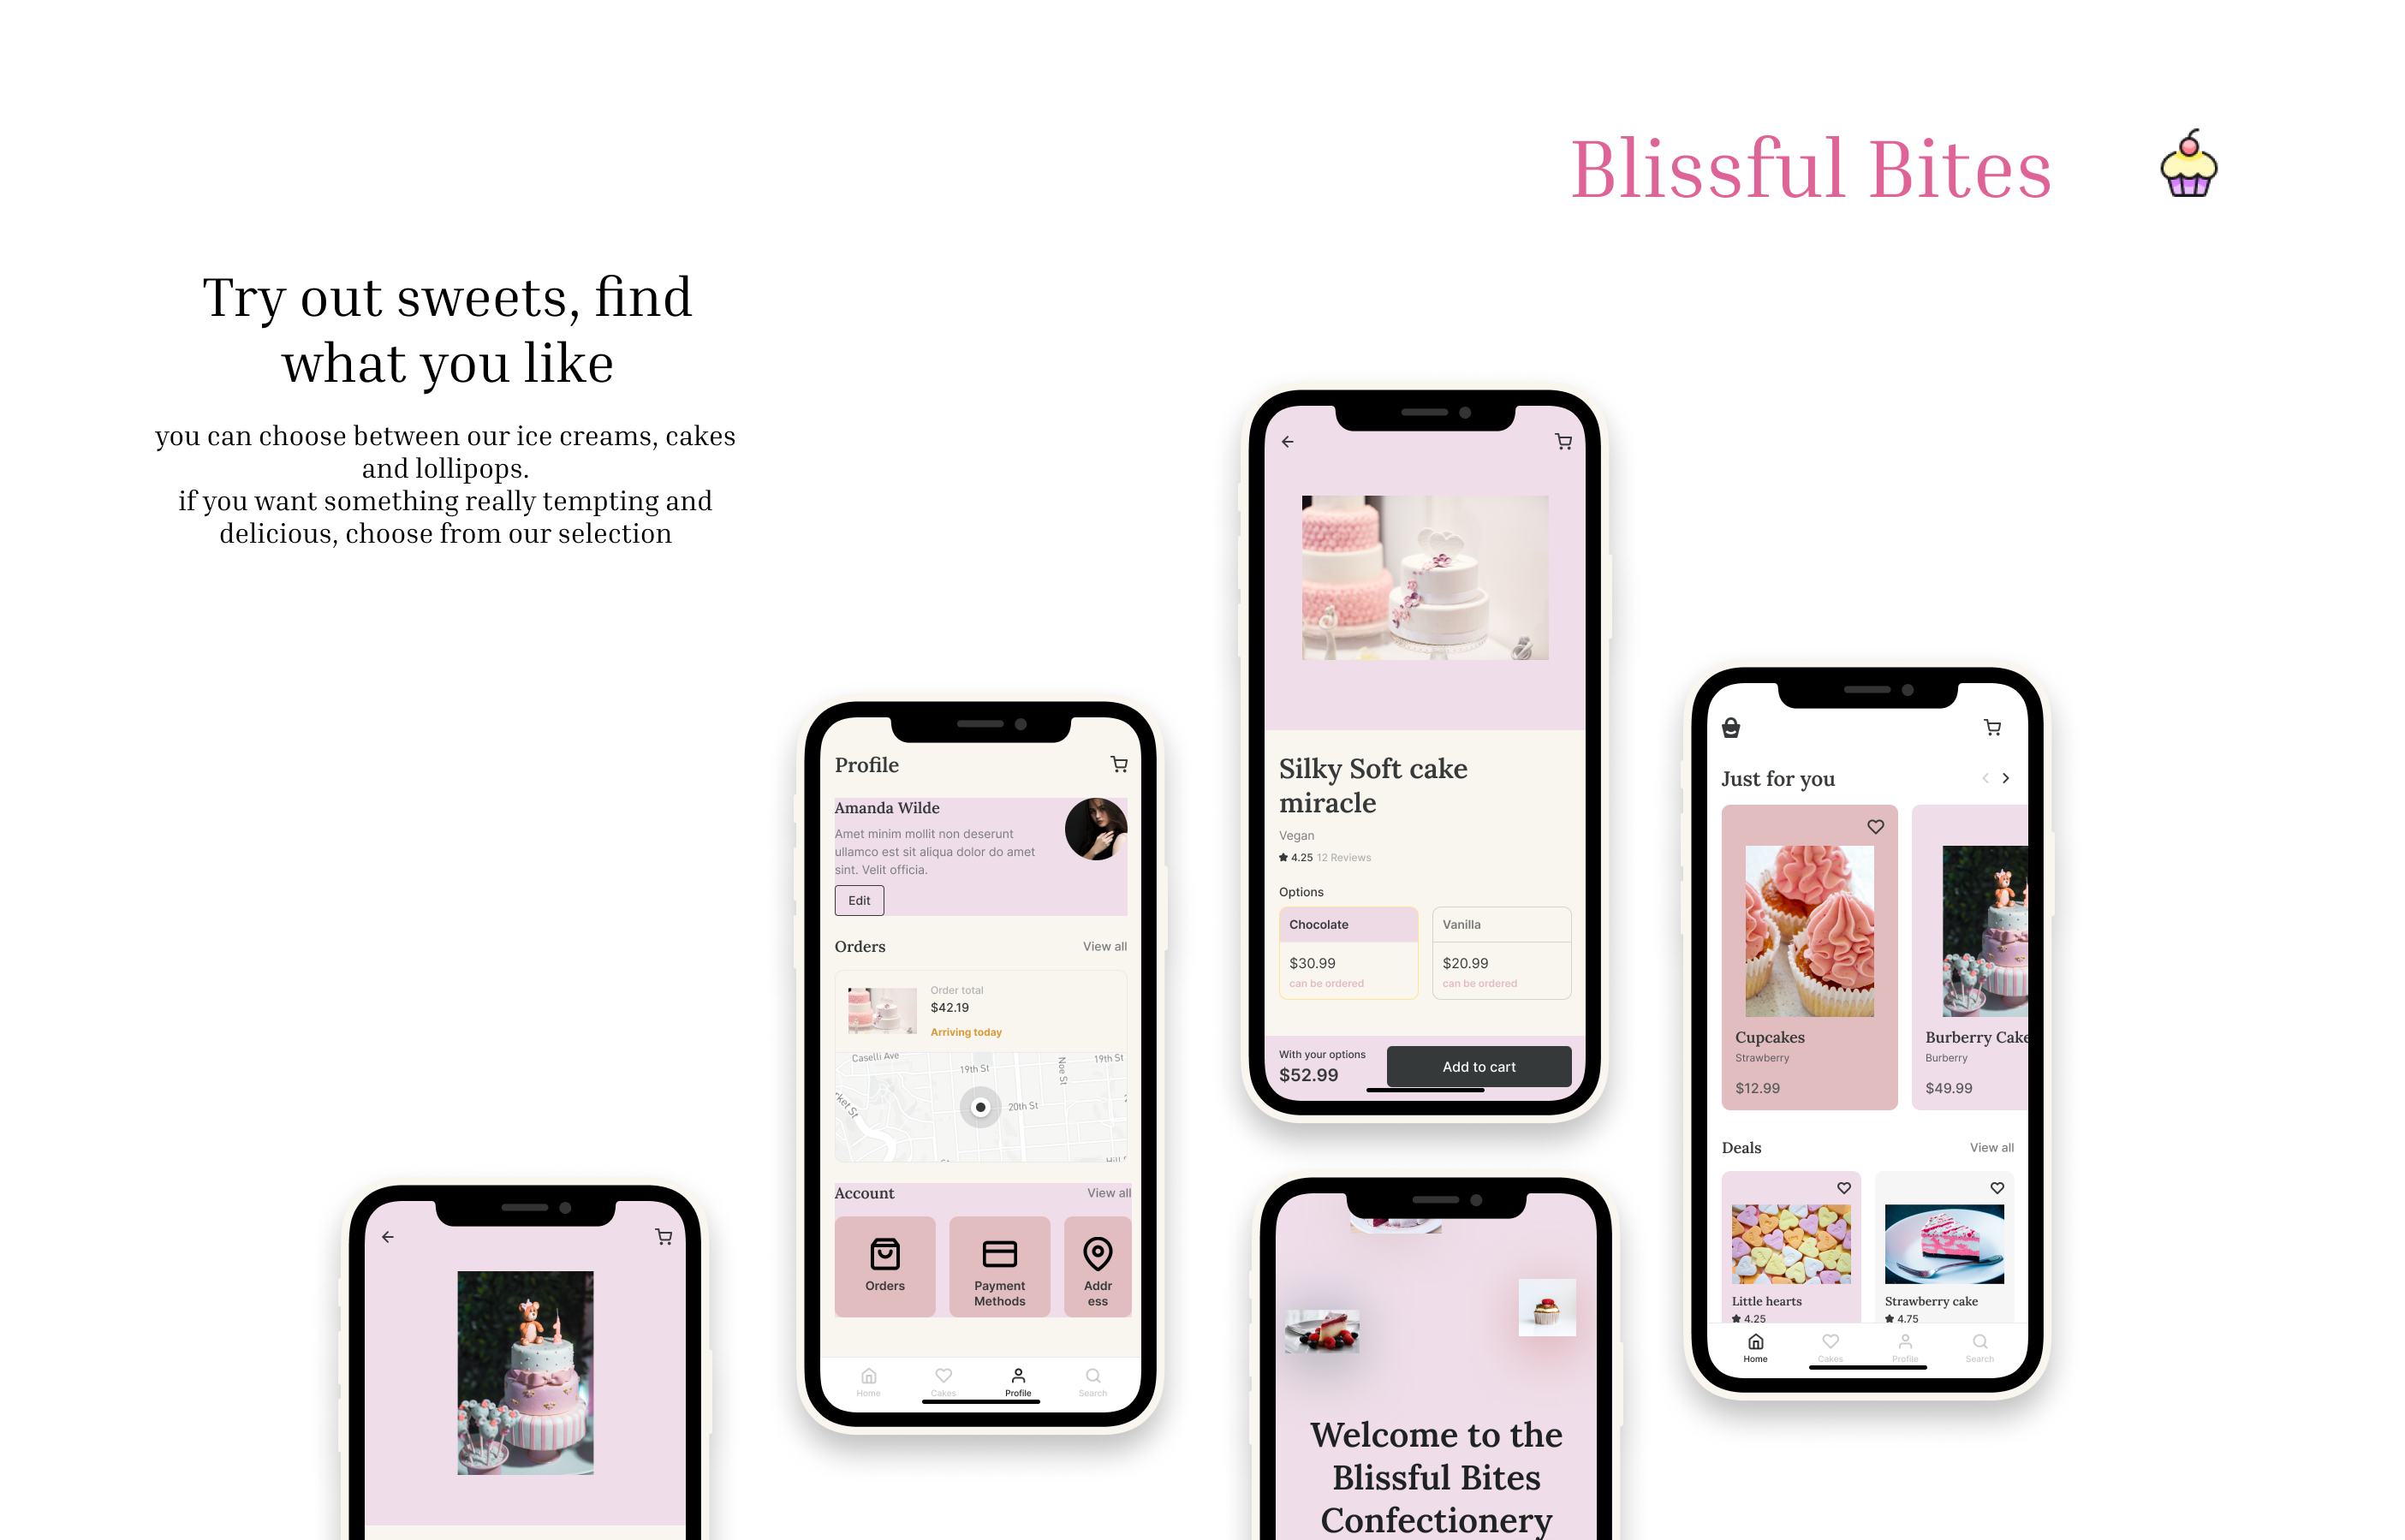 Blissful Bites
Try out sweets, find
what you like
you can choose between our ice creams, cakes
and lollipops.
if you want something really tempting and
delicious, choose from our selection
Profile
Amanda Wilde
Amet minim mollit non deserunt
ullamco est sit aliqua dolor do amet
sint. Velit officia.
Edit
Orders
View all
Order total
$42.19
Arriving today
Caselli Ave
19th St
Noe St
19th St
20th St
Account
View all
Orders
Payment
Methods
Addr
ess
Home
Cakes
Profile
Search
Silky Soft cake
miracle
Vegan
4.25 12 Reviews
Options
Chocolate
Vanilla
$30.99
$20.99
can be ordered
can be ordered
With your options
$52.99
Add to cart
Welcome to the
Blissful Bites
Confectionery
Just for you
Cupcakes
Strawberry
$12.99
Burberry Cake
Burberry
$49.99
Deals
View all
Little hearts
4.25
Strawberry cake
4.75
Home
Cakes
Profile
Search